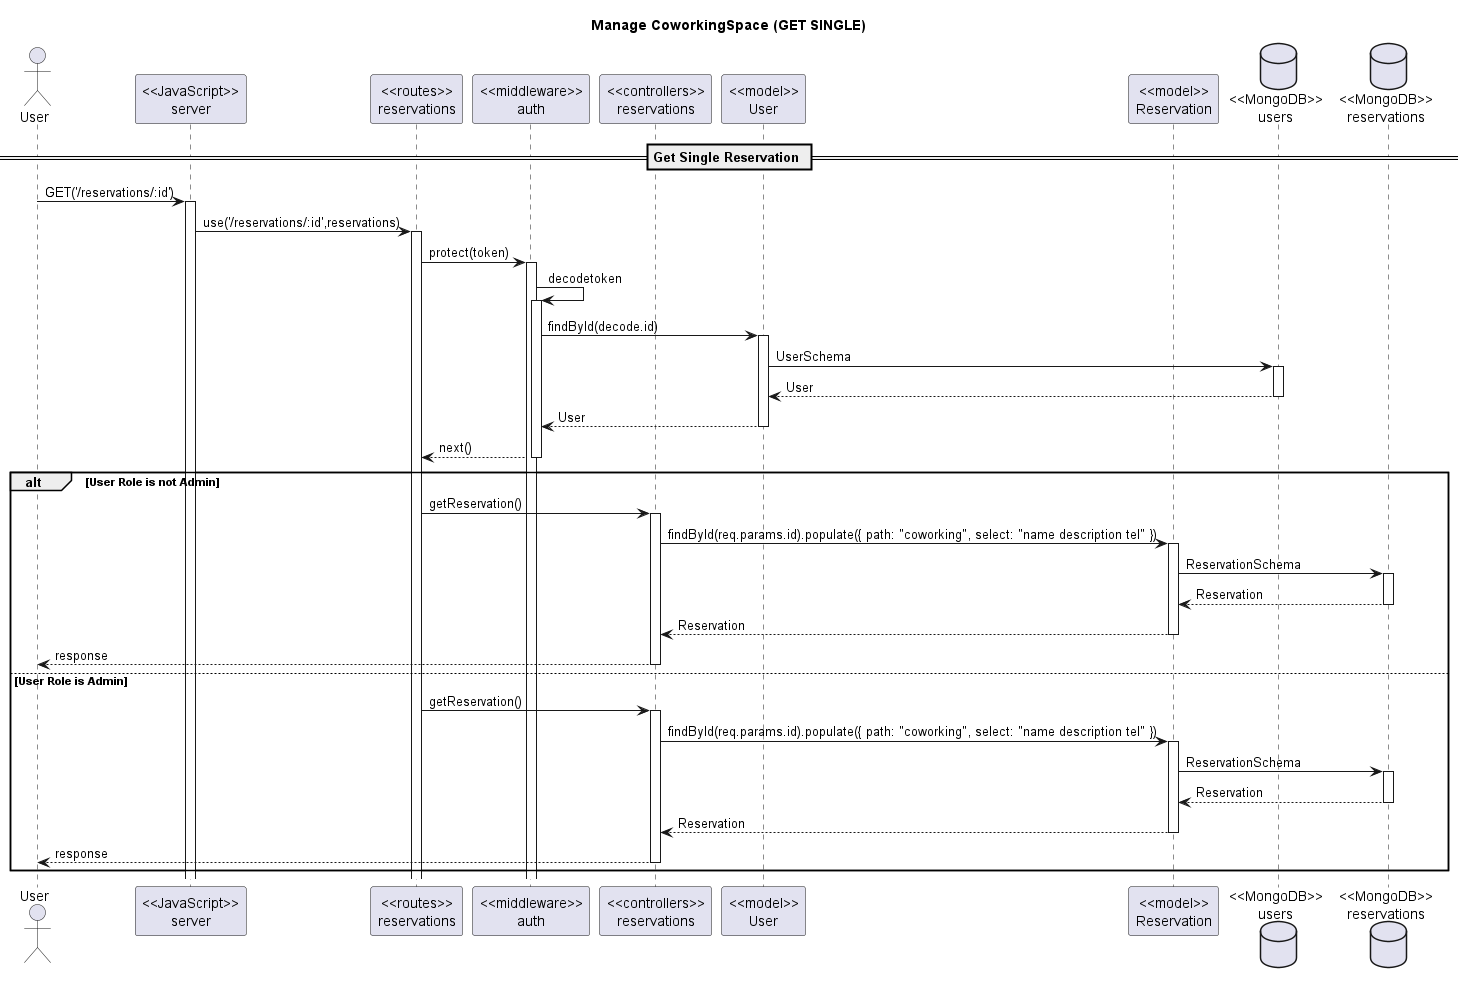 Manage CoworkingSpace (GET SINGLE)
User
<<JavaScript>>
server
<<routes>>
reservations
<<middleware>>
auth
<<controllers>>
reservations
<<model>>
User
<<model>>
Reservation
<<MongoDB>>
users
<<MongoDB>>
reservations
Get Single Reservation
GET('/reservations/:id')
use('/reservations/:id',reservations)
protect(token)
decodetoken
findById(decode.id)
UserSchema
User
User
next()
alt [User Role is not Admin]
getReservation()
findById(req.params.id).populate({ path: "coworking", select: "name description tel" })
ReservationSchema
Reservation
Reservation
response
[User Role is Admin]
getReservation()
findById(req.params.id).populate({ path: "coworking", select: "name description tel" })
ReservationSchema
Reservation
Reservation
response
User
<<JavaScript>>
server
<<routes>>
reservations
<<middleware>>
auth
<<controllers>>
reservations
<<model>>
User
<<model>>
Reservation
<<MongoDB>>
users
<<MongoDB>>
reservations